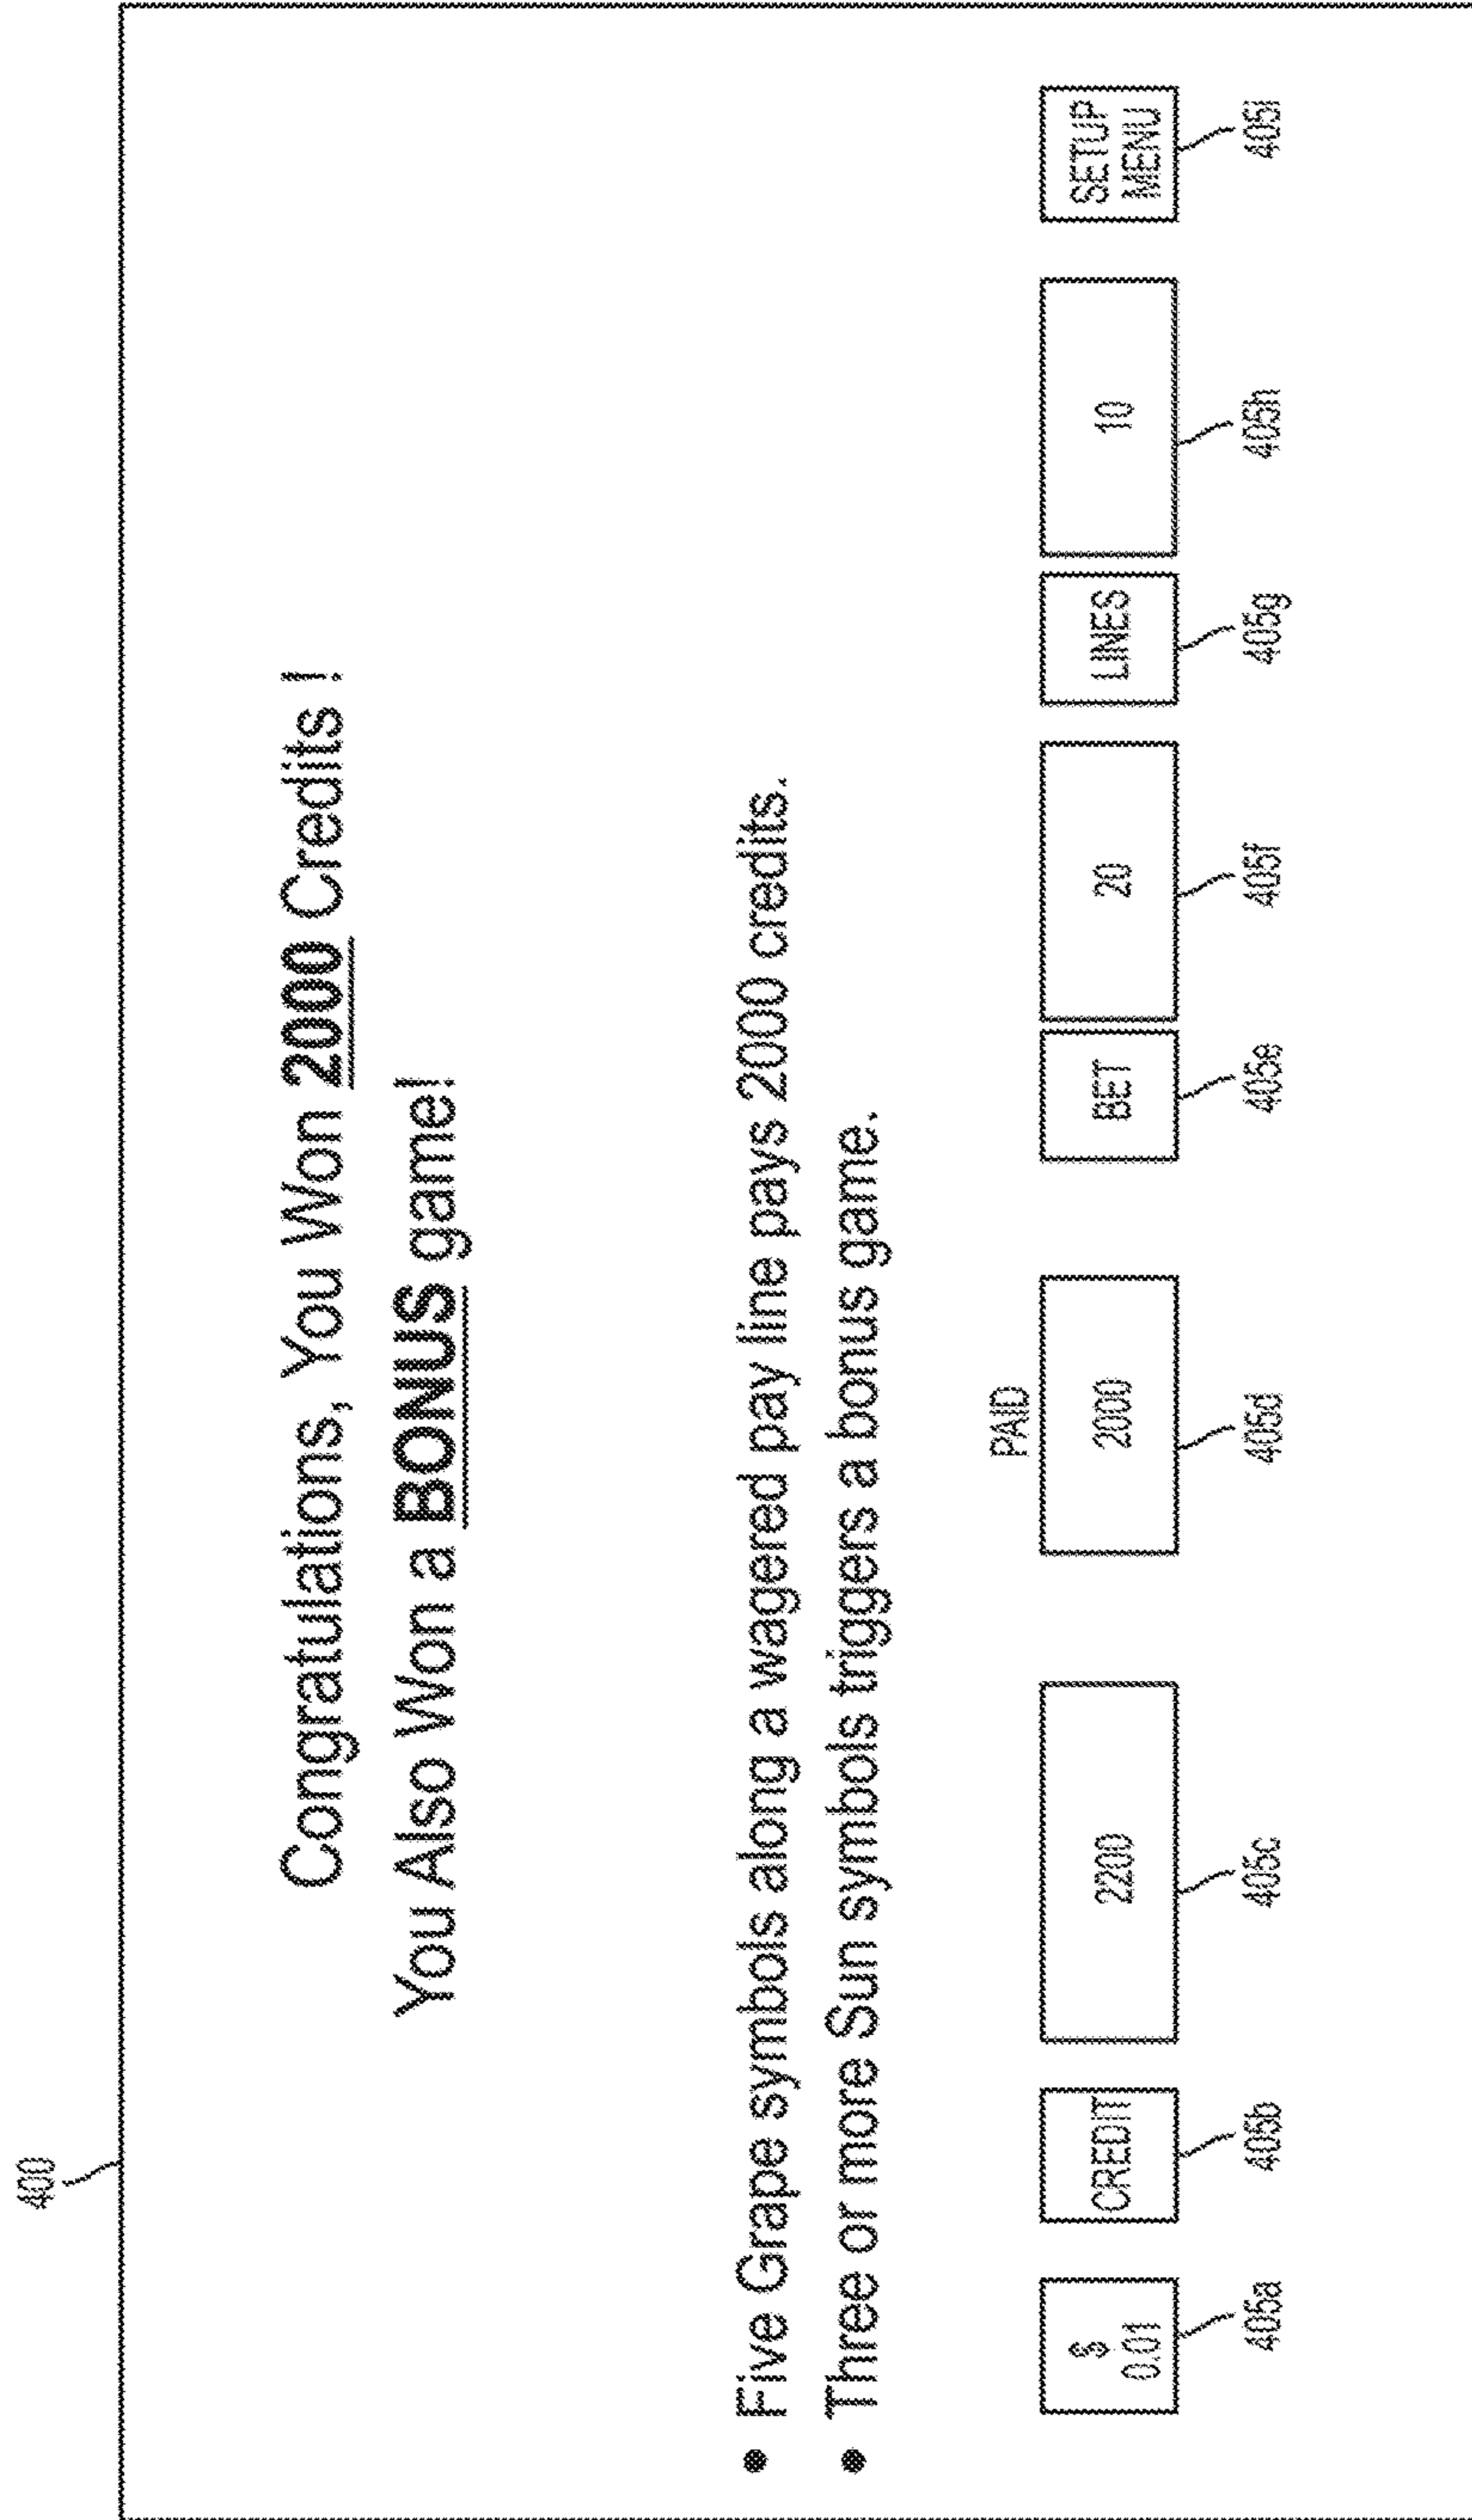 400
Congratulations, You Won 2000 Credits !
You Also Won a BONUS game!
• Five Grape symbols along a wagered pay line pays 2000 credits.
• Three or more Sun symbols triggers a bonus game.
PAID
$
0.01
CREDIT
2200
2000
BET
20
LINES
10
SETUP
MENU
405a
405b
405c
405d
405e
405f
405g
405h
405i